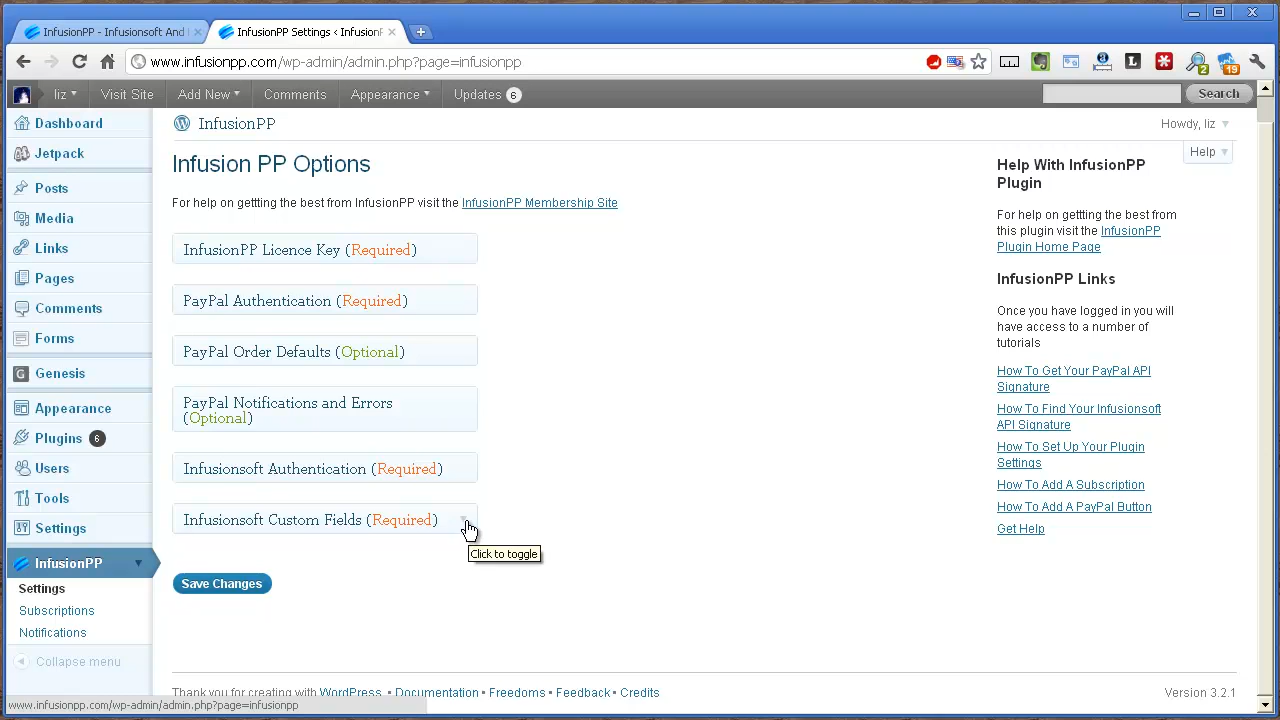 InfusionPP - Infusionsoft And
InfusionPP Settings ‹ InfusionP
www.infusionpp.com/wp-admin/admin.php?page=infusionpp
2
19
liz
Visit Site
Add New
Comments
Appearance
Updates 6
Search
Dashboard
Jetpack
Posts
Media
Links
Pages
Comments
Forms
Genesis
Appearance
Plugins 6
Users
Tools
Settings
InfusionPP
Settings
Subscriptions
Notifications
Collapse menu
InfusionPP
Howdy, liz
Help
Infusion PP Options
For help on gettting the best from InfusionPP visit the InfusionPP Membership Site
InfusionPP Licence Key (Required)
PayPal Authentication (Required)
PayPal Order Defaults (Optional)
PayPal Notifications and Errors
(Optional)
Infusionsoft Authentication (Required)
Infusionsoft Custom Fields (Required)
Click to toggle
Save Changes
Help With InfusionPP
Plugin
For help on gettting the best from
this plugin visit the InfusionPP
Plugin Home Page
InfusionPP Links
Once you have logged in you will
have access to a number of
tutorials
How To Get Your PayPal API
Signature
How To Find Your Infusionsoft
API Signature
How To Set Up Your Plugin
Settings
How To Add A Subscription
How To Add A PayPal Button
Get Help
Thank you for creating with WordPress. • Documentation • Freedoms • Feedback • Credits
Version 3.2.1
www.infusionpp.com/wp-admin/admin.php?page=infusionpp